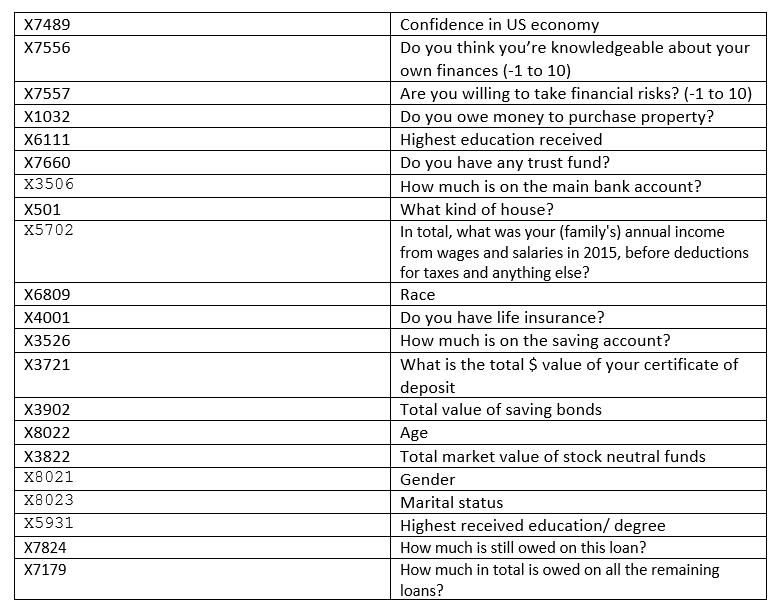 X7489 Confidence in US economy
X7556 Do you think you’re knowledgeable about your
own finances (-1 to 10)
X7557 Are you willing to take financial risks? (-1 to 10)
X1032 Do you owe money to purchase property?
X6111 Highest education received
X7660 Do you have any trust fund?
X3506 How much is on the main bank account?
X501 What kind of house?
X5702 In total, what was your (family's) annual income
from wages and salaries in 2015, before deductions
for taxes and anything else?
X6809 Race
X4001 Do you have life insurance?
X3526 How much is on the saving account?
X3721 What is the total $ value of your certificate of
deposit
X3902 Total value of saving bonds
X8022 Age
X3822 Total market value of stock neutral funds
X8021 Gender
X8023 Marital status
X5931 Highest received education/ degree
X7824 How much is still owed on this loan?
X7179 How much in total is owed on all the remaining
loans?